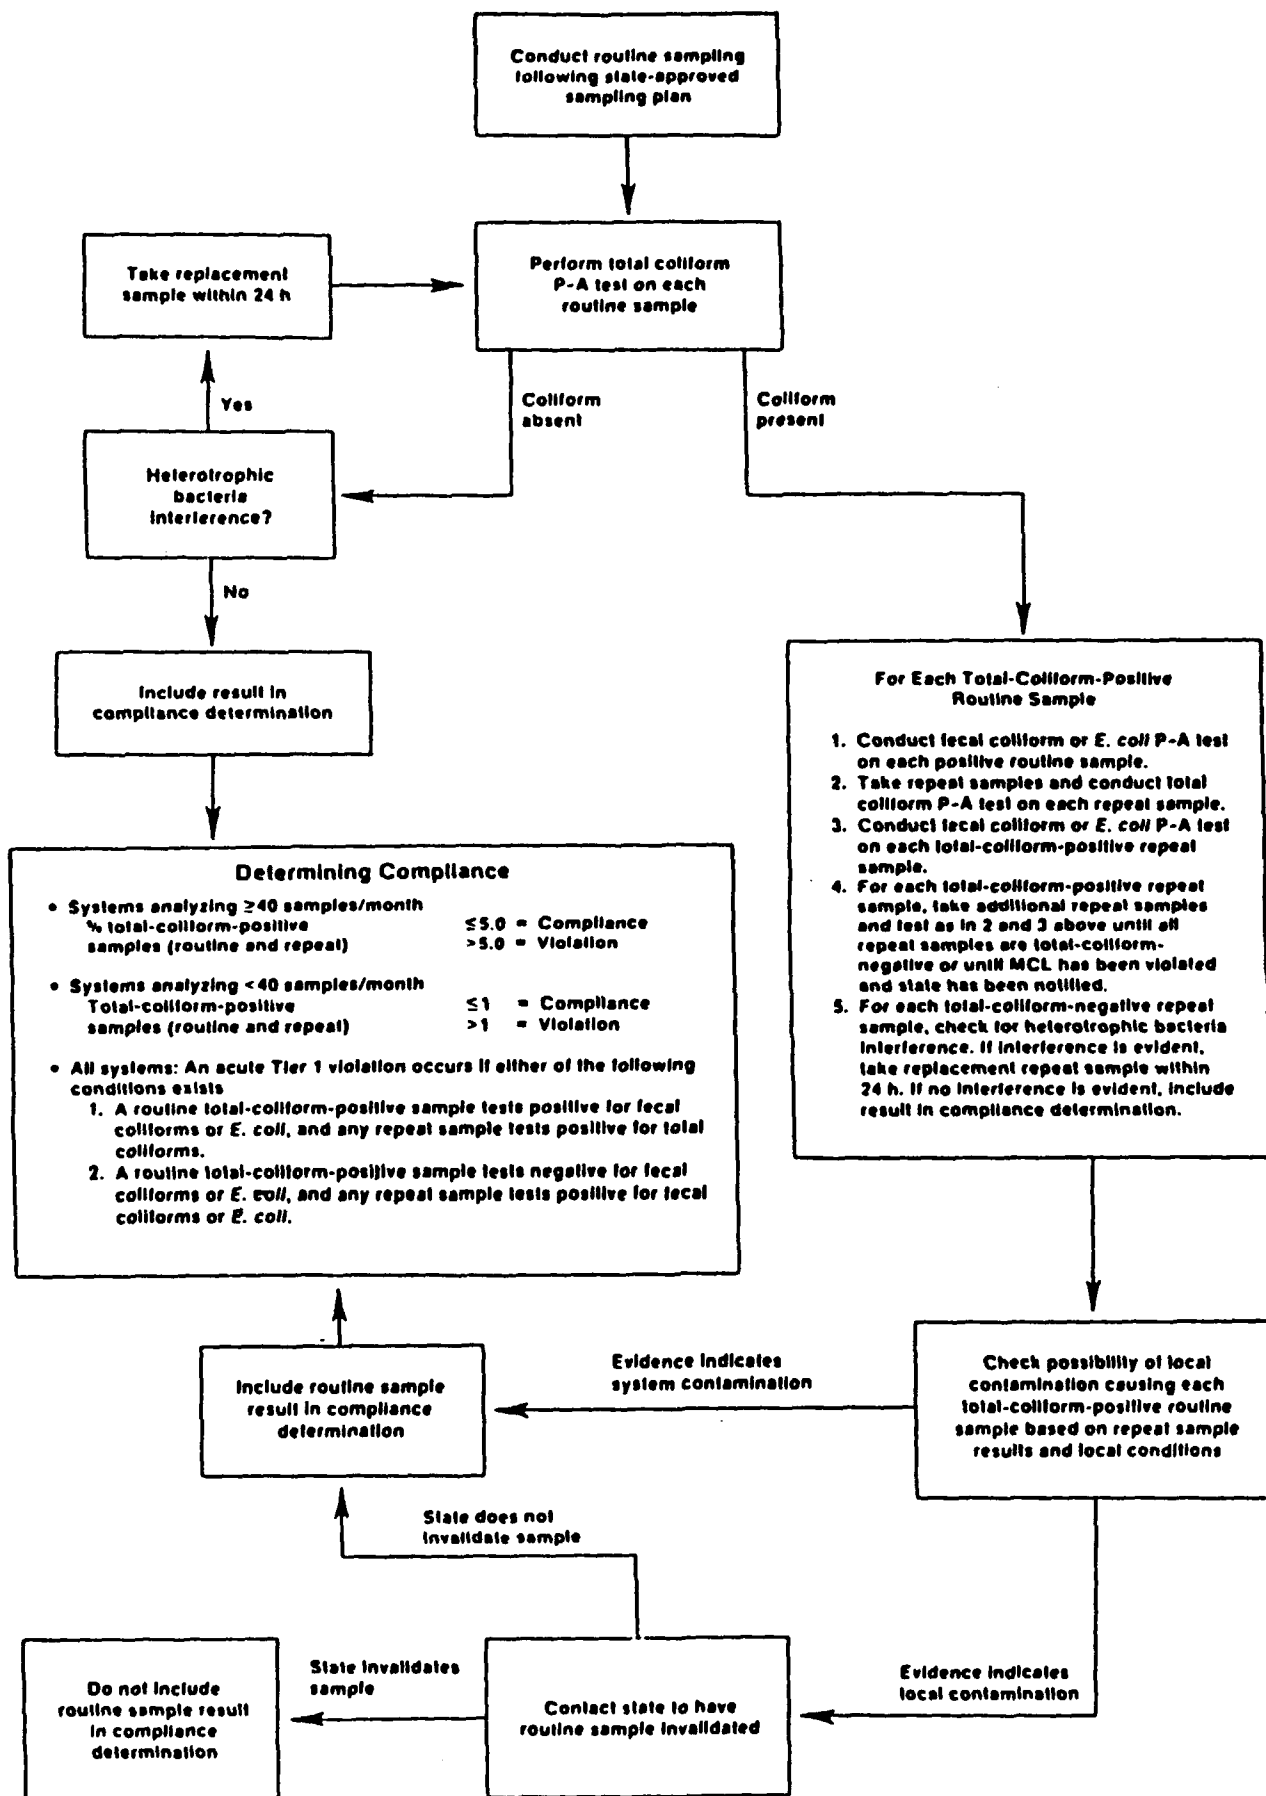 Conduct routine sampling
following state-approved
sampling plan
Take replacement
sample within 24 h
Perform total coliform
P-A test on each
routine sample
Yes
Coliform
absent
Coliform
present
Heterotrophic
bacteria
interference?
No
Include result in
compliance determination
For Each Total-Coliform-Positive
Routine Sample
1. Conduct fecal coliform or E. coli P-A test
on each positive routine sample.
2. Take repeat samples and conduct total
coliform P-A test on each repeat sample.
3. Conduct fecal coliform or E. coli P-A test
on each total-coliform-positive repeat
sample.
4. For each total-coliform-positive repeat
sample, take additional repeat samples
and test as in 2 and 3 above until all
repeat samples are total-coliform-
negative or until MCL has been violated
and state has been notified.
5. For each total-coliform-negative repeat
sample, check for heterotrophic bacteria
interference. If interference is evident,
take replacement repeat sample within
24 h. If no interference is evident, include
result in compliance determination.
Determining Compliance
• Systems analyzing ≥40 samples/month
% total-coliform-positive ≤5.0 = Compliance
samples (routine and repeat) >5.0 = Violation
• Systems analyzing <40 samples/month
Total-coliform-positive ≤1 = Compliance
samples (routine and repeat) >1 = Violation
• All systems: An acute Tier 1 violation occurs if either of the following
conditions exists
1. A routine total-coliform-positive sample tests positive for fecal
coliforms or E. coli, and any repeat sample tests positive for total
coliforms.
2. A routine total-coliform-positive sample tests negative for fecal
coliforms or E. coli, and any repeat sample tests positive for fecal
coliforms or E. coli.
Include routine sample
result in compliance
determination
Evidence indicates
system contamination
Check possibility of local
contamination causing each
total-coliform-positive routine
sample based on repeat sample
results and local conditions
State does not
invalidate sample
Do not include
routine sample result
in compliance
determination
State invalidates
sample
Contact state to have
routine sample invalidated
Evidence indicates
local contamination